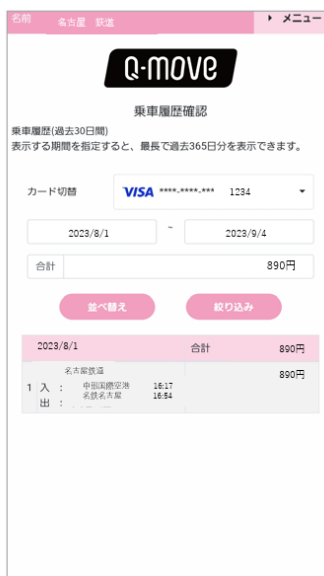 名前 名古屋 鉄道 メニュー
Q-move
乗車履歴確認
乗車履歴(過去30日間)
表示する期間を指定すると、最長で過去365日分を表示できます。
カード切替 VISA ****-****-*** 1234
2023/8/1 ~ 2023/9/4
合計 890円
並べ替え 絞り込み
2023/8/1 合計 890円
名古屋鉄道 890円
1 入 : 中部国際空港 16:17
出 : 名鉄名古屋 16:54